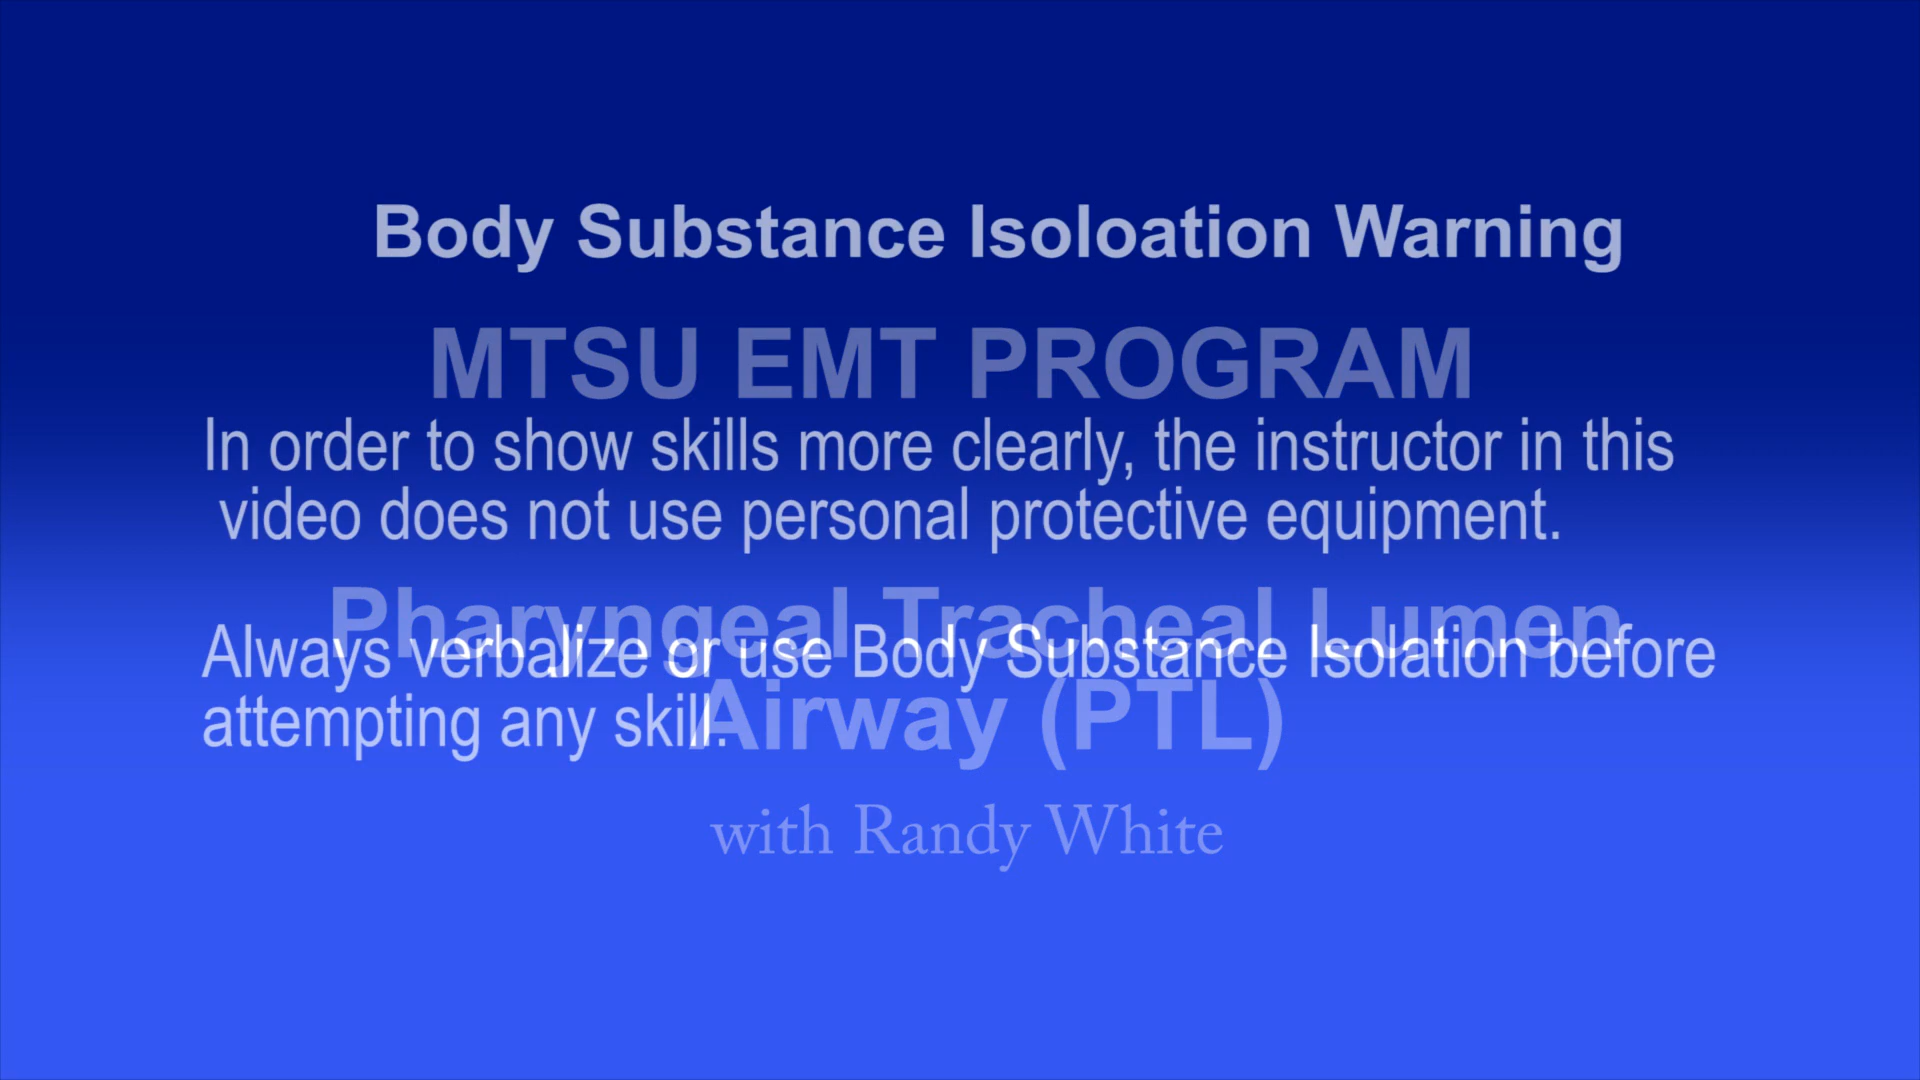 Body Substance Isoloation Warning
MTSU EMT PROGRAM
In order to show skills more clearly, the instructor in this
video does not use personal protective equipment.
Pharyngeal Tracheal Lumen
Always verbalize or use Body Substance Isolation before
Airway (PTL)
attempting any skill.
with Randy White